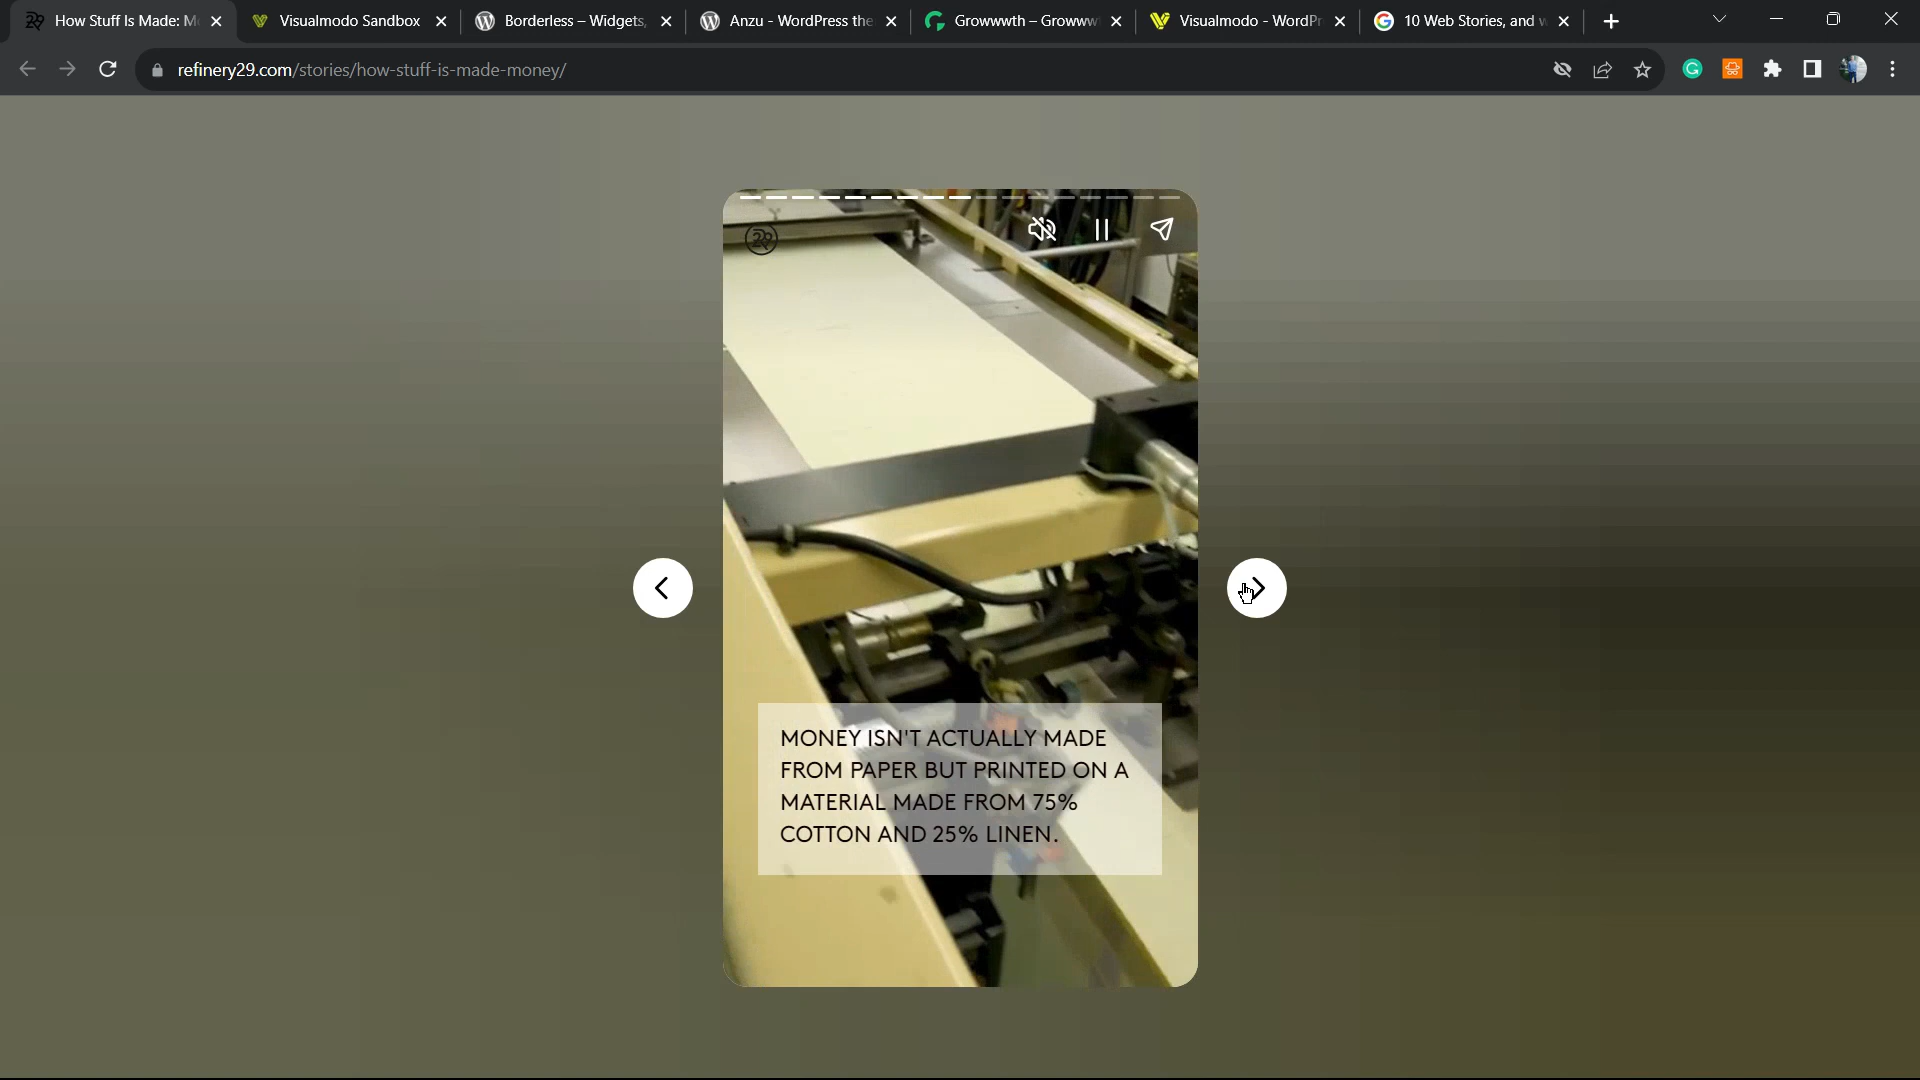 How Stuff Is Made: M
Visualmodo Sandbox
Borderless – Widgets,
Anzu - WordPress the
Growwwth – Growww
Visualmodo - WordPr
10 Web Stories, and w
refinery29.com/stories/how-stuff-is-made-money/
29
MONEY ISN'T ACTUALLY MADE
FROM PAPER BUT PRINTED ON A
MATERIAL MADE FROM 75%
COTTON AND 25% LINEN.